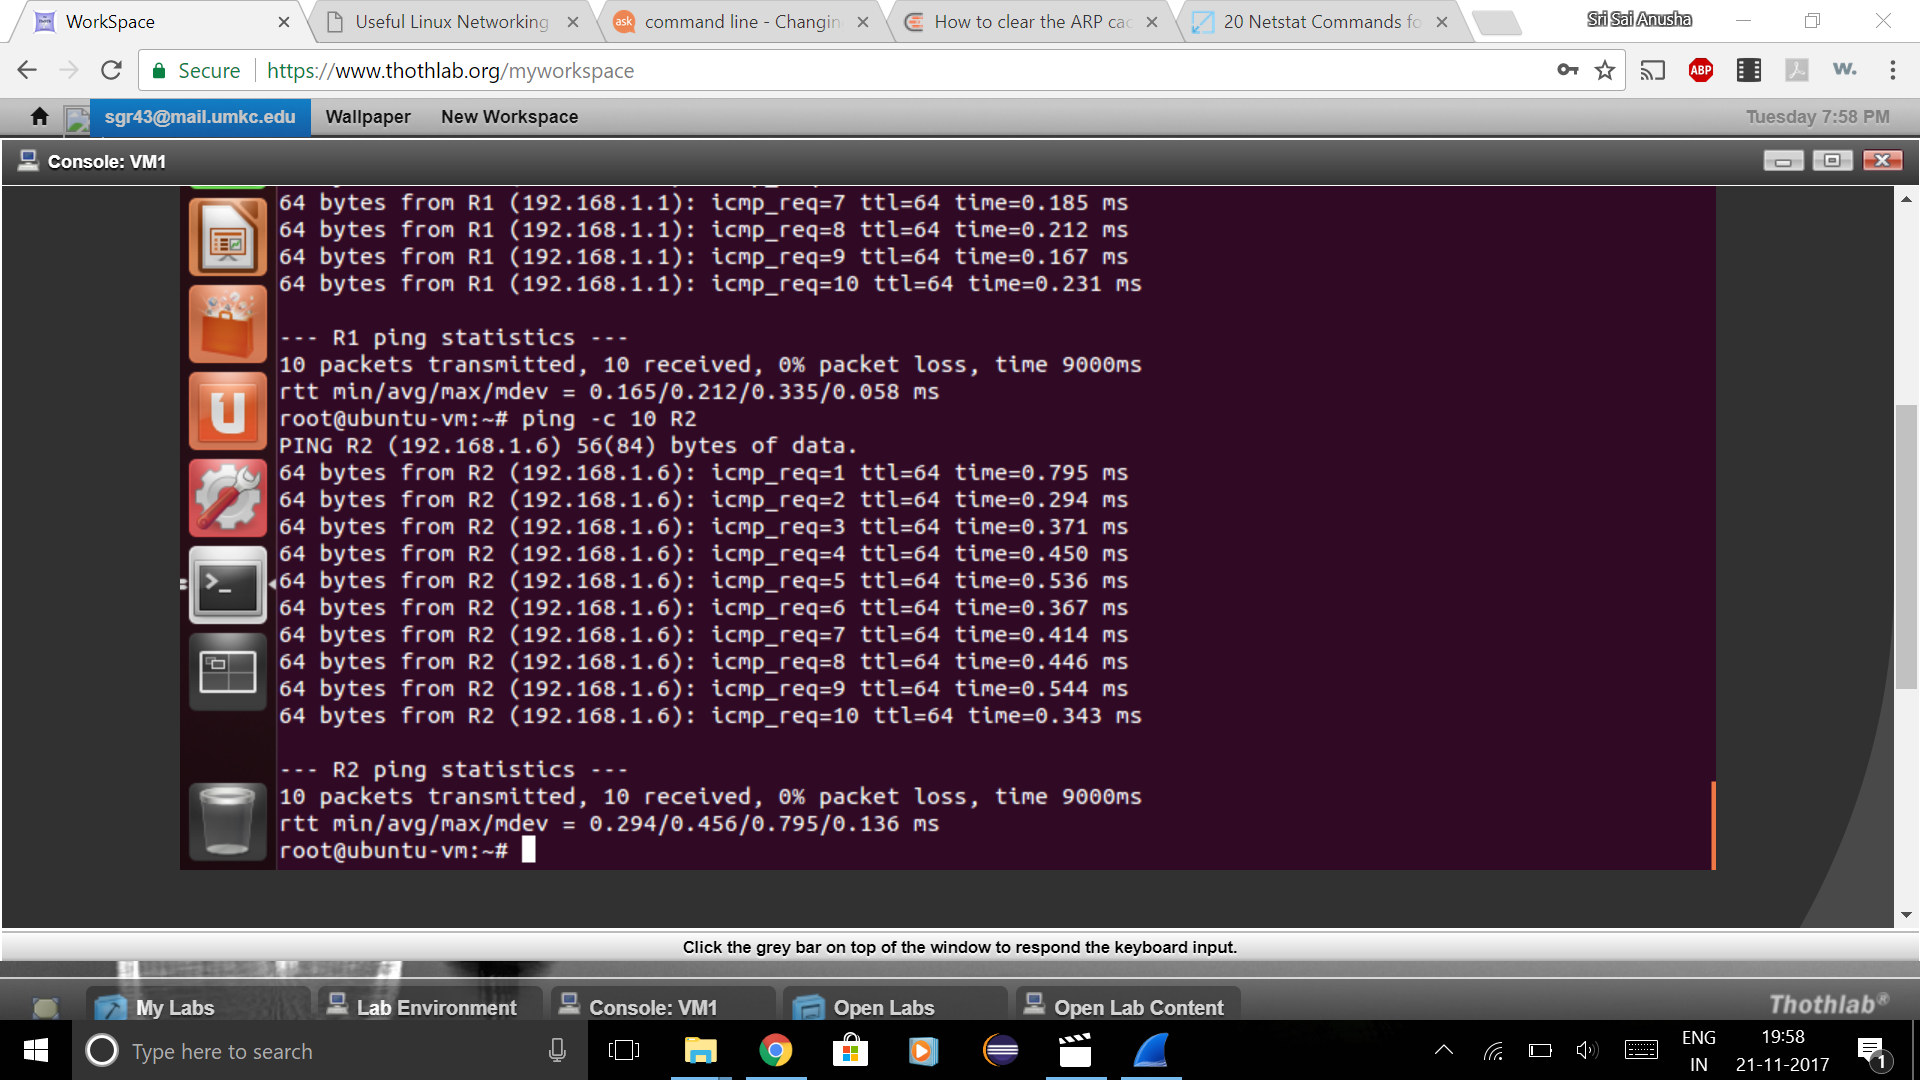 WorkSpace
Useful Linux Networking
ask command line - Changin
How to clear the ARP cac
20 Netstat Commands fo
Sri Sai Anusha
Secure https://www.thothlab.org/myworkspace
ABP
W.
sgr43@mail.umkc.edu Wallpaper New Workspace Tuesday 7:58 PM
Console: VM1
64 bytes from R1 (192.168.1.1): icmp_req=7 ttl=64 time=0.185 ms
64 bytes from R1 (192.168.1.1): icmp_req=8 ttl=64 time=0.212 ms
64 bytes from R1 (192.168.1.1): icmp_req=9 ttl=64 time=0.167 ms
64 bytes from R1 (192.168.1.1): icmp_req=10 ttl=64 time=0.231 ms
--- R1 ping statistics ---
10 packets transmitted, 10 received, 0% packet loss, time 9000ms
rtt min/avg/max/mdev = 0.165/0.212/0.335/0.058 ms
root@ubuntu-vm:~# ping -c 10 R2
PING R2 (192.168.1.6) 56(84) bytes of data.
64 bytes from R2 (192.168.1.6): icmp_req=1 ttl=64 time=0.795 ms
64 bytes from R2 (192.168.1.6): icmp_req=2 ttl=64 time=0.294 ms
64 bytes from R2 (192.168.1.6): icmp_req=3 ttl=64 time=0.371 ms
64 bytes from R2 (192.168.1.6): icmp_req=4 ttl=64 time=0.450 ms
64 bytes from R2 (192.168.1.6): icmp_req=5 ttl=64 time=0.536 ms
64 bytes from R2 (192.168.1.6): icmp_req=6 ttl=64 time=0.367 ms
64 bytes from R2 (192.168.1.6): icmp_req=7 ttl=64 time=0.414 ms
64 bytes from R2 (192.168.1.6): icmp_req=8 ttl=64 time=0.446 ms
64 bytes from R2 (192.168.1.6): icmp_req=9 ttl=64 time=0.544 ms
64 bytes from R2 (192.168.1.6): icmp_req=10 ttl=64 time=0.343 ms
--- R2 ping statistics ---
10 packets transmitted, 10 received, 0% packet loss, time 9000ms
rtt min/avg/max/mdev = 0.294/0.456/0.795/0.136 ms
root@ubuntu-vm:~#
Click the grey bar on top of the window to respond the keyboard input.
My Labs
Lab Environment
Console: VM1
Open Labs
Open Lab Content
Thothlab®
Type here to search
ENG
IN
19:58
21-11-2017
1